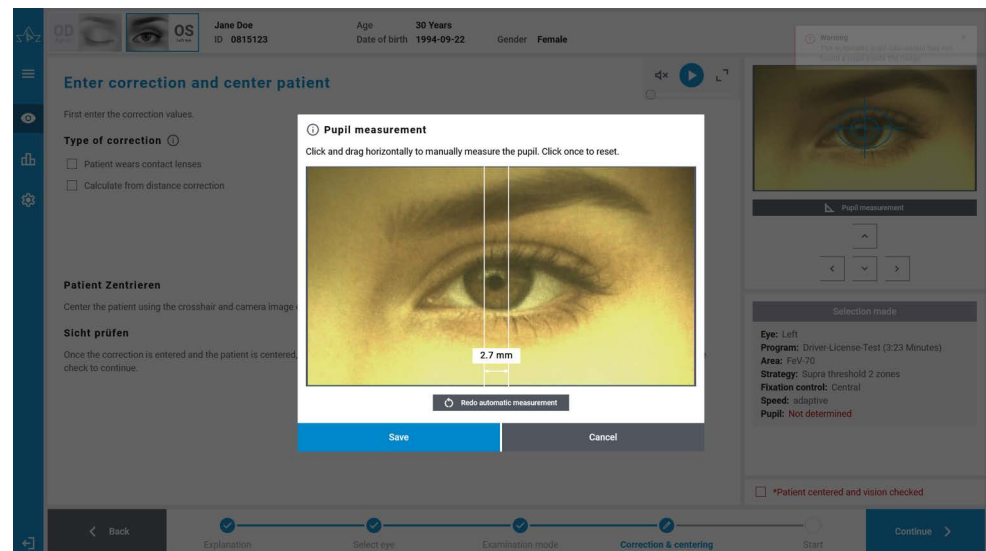 OD
OS
Jane Doe
ID 0815123
Age 30 Years
Date of birth 1994-09-22
Gender Female
Warning
Enter correction and center patient
First enter the correction values.
Type of correction
Patient wears contact lenses
Calculate from distance correction
Patient Zentrieren
Center the patient using the crosshair and camera image
Sicht prüfen
Once the correction is entered and the patient is centered,
check to continue.
Pupil measurement
Click and drag horizontally to manually measure the pupil. Click once to reset.
2.7 mm
Redo automatic measurement
Save
Cancel
Pupil measurement
Selection made
Eye: Left
Program: Driver-License-Test (3:23 Minutes)
Area: FeV-70
Strategy: Supra threshold 2 zones
Fixation control: Central
Speed: adaptive
Pupil: Not determined
*Patient centered and vision checked
Back
Explanation
Select eye
Examination mode
Correction & centering
Start
Continue